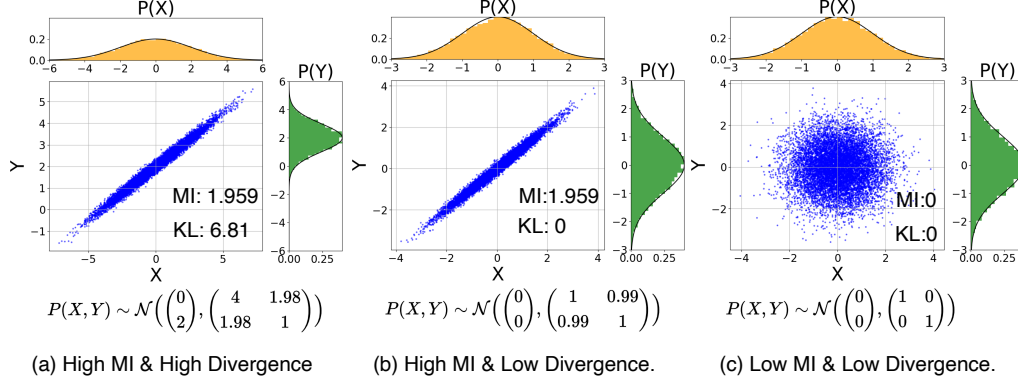 P(X)
0.2
0.0
−6 −4 −2 0 2 4 6
P(Y)
6
4
2
0
−2
−4
−6
0.00 0.25
Y
5
4
3
2
1
0
−1
−5 0 5
X
MI: 1.959
KL: 6.81
P(X,Y) ∼ 𝒩((0 2), (4 1.98
1.98 1))
(a) High MI & High Divergence
P(X)
0.2
0.0
−3 −2 −1 0 1 2 3
P(Y)
3
2
1
0
−1
−2
−3
0.00 0.25
Y
4
2
0
−2
−4 −2 0 2 4
X
MI:1.959
KL: 0
P(X,Y) ∼ 𝒩((0 0), (1 0.99
0.99 1))
(b) High MI & Low Divergence.
P(X)
0.2
0.0
−3 −2 −1 0 1 2 3
P(Y)
3
2
1
0
−1
−2
−3
0.00 0.25
Y
4
2
0
−2
−4 −2 0 2 4
X
MI:0
KL:0
P(X,Y) ∼ 𝒩((0 0), (1 0
0 1))
(c) Low MI & Low Divergence.